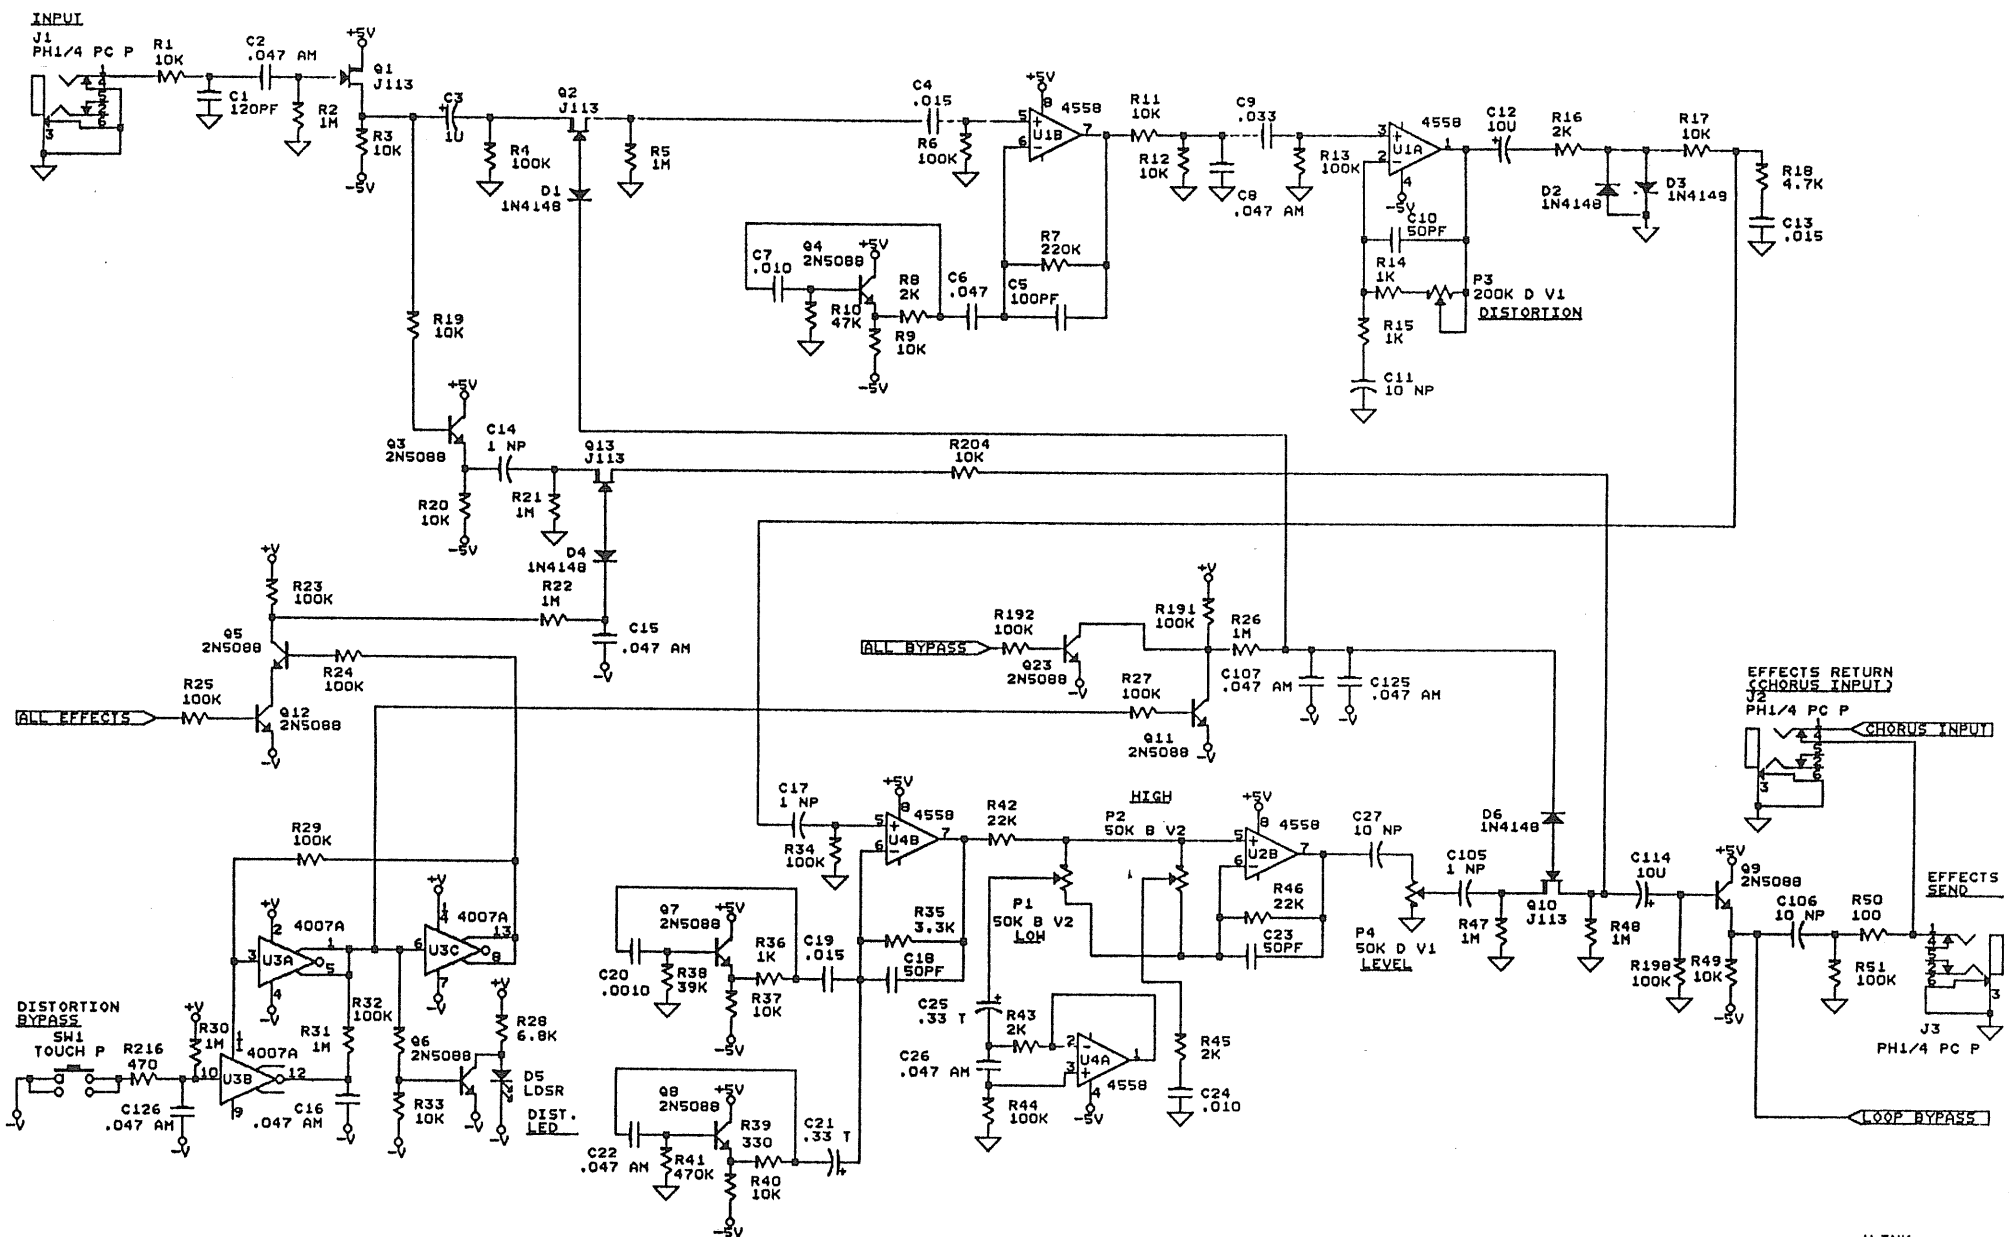 INPUT
J1
PH1/4 PC P
R1
10K
C2
.047 AM
+5V
Q1
J113
C1
120PF
R2
1M
R3
10K
-5V
C3
1U
R4
100K
Q2
J113
D1
1N4148
R5
1M
C4
.015
R6
100K
+5V
4558
U1B
R11
10K
R12
10K
C9
.033
C8
.047 AM
R13
100K
4558
U1A
-5V
C12
10U
R16
2K
R17
10K
D2
1N4148
D3
1N4149
R18
4.7K
C13
.015
C7
.010
Q4
2N5088
+5V
R10
47K
R8
2K
R9
10K
-5V
C6
.047
C5
100PF
R7
220K
C10
50PF
R14
1K
P3
200K D V1
DISTORTION
R15
1K
C11
10 NP
R19
10K
+5V
Q3
2N5088
C14
1 NP
Q13
J113
R204
10K
R20
10K
-5V
R21
1M
D4
1N4148
R22
1M
C15
.047 AM
-V
+V
R23
100K
Q5
2N5088
R24
100K
R25
100K
ALL EFFECTS
Q12
2N5088
-V
ALL BYPASS
R192
100K
Q23
2N5088
-V
+V
R191
100K
R26
1M
R27
100K
Q11
2N5088
-V
C107
.047 AM
-V
C125
.047 AM
-V
EFFECTS RETURN
(CHORUS INPUT)
J2
PH1/4 PC P
CHORUS INPUT
R29
100K
+V
4007A
U3A
-V
+V
4007A
U3C
-V
DISTORTION
BYPASS
SW1
TOUCH P
-V
R216
470
C126
.047 AM
-V
+V
R30
1M
4007A
U3B
R31
1M
C16
.047 AM
-V
R32
100K
R33
10K
-V
Q6
2N5088
-V
+V
R28
6.8K
D5
LDSR
-V
DIST.
LED
C17
1 NP
R34
100K
+5V
4558
U4B
R42
22K
R35
3.3K
C18
50PF
Q7
2N5088
+5V
C20
.0010
R38
39K
R36
1K
R37
10K
-5V
C19
.015
Q8
2N5088
+5V
C22
.047 AM
R41
470K
R39
330
R40
10K
-5V
C21
.33 T
HIGH
P2
50K B V2
P1
50K B V2
LOW
C25
.33 T
C26
.047 AM
R43
2K
R44
100K
U4A
4558
-5V
R45
2K
C24
.010
+5V
4558
U2B
R46
22K
C23
50PF
C27
10 NP
P4
50K D V1
LEVEL
C105
1 NP
R47
1M
D6
1N4148
Q10
J113
R48
1M
C114
10U
R198
100K
+5V
Q9
2N5088
R49
10K
-5V
C106
10 NP
R50
100
R51
100K
EFFECTS
SEND
J3
PH1/4 PC P
LOOP BYPASS